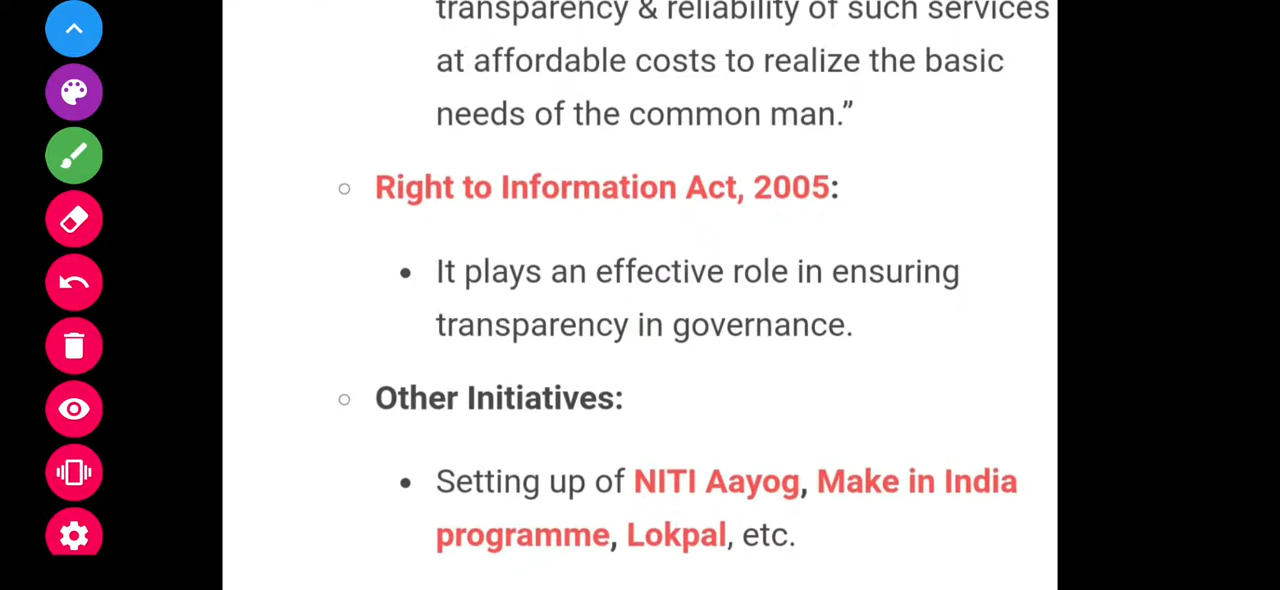 transparency & reliability of such services
at affordable costs to realize the basic
needs of the common man.”
Right to Information Act, 2005:
It plays an effective role in ensuring
transparency in governance.
Other Initiatives:
Setting up of NITI Aayog, Make in India
programme, Lokpal, etc.